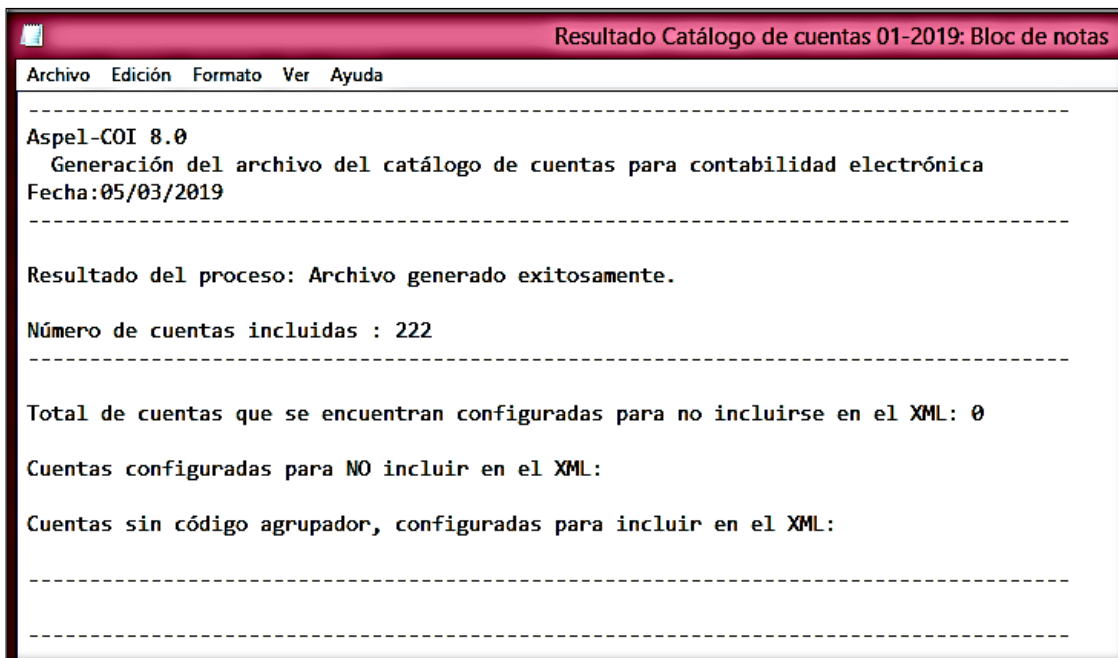 Resultado Catálogo de cuentas 01-2019: Bloc de notas
Archivo Edición Formato Ver Ayuda
--------------------------------------------------------------------------------------
Aspel-COI 8.0
Generación del archivo del catálogo de cuentas para contabilidad electrónica
Fecha:05/03/2019
--------------------------------------------------------------------------------------
Resultado del proceso: Archivo generado exitosamente.
Número de cuentas incluidas : 222
--------------------------------------------------------------------------------------
Total de cuentas que se encuentran configuradas para no incluirse en el XML: 0
Cuentas configuradas para NO incluir en el XML:
Cuentas sin código agrupador, configuradas para incluir en el XML:
--------------------------------------------------------------------------------------
--------------------------------------------------------------------------------------